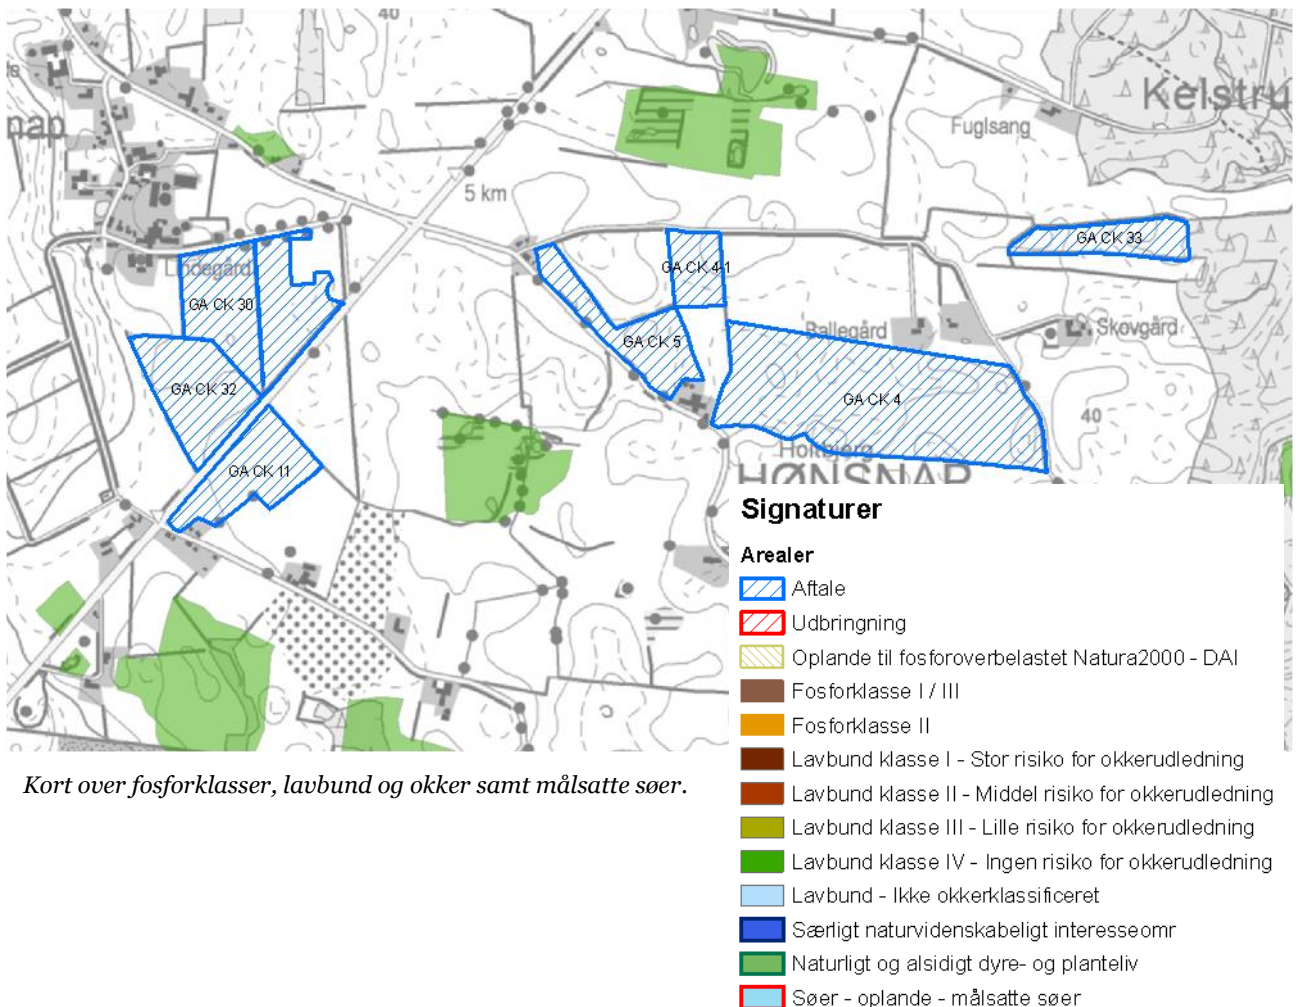 40
Kelstru
nap
Fuglsang
5 km
GA CK 33
Lindegård
GA CK 4-1
GA CK 30
Ballegård
Skovgård
GA CK 5
GA CK 32
GA CK 4
40
Holtbjerg
GA CK 11
HØNSNAP
Signaturer
Arealer
Aftale
Udbringning
Oplande til fosforoverbelastet Natura2000 - DAI
Fosforklasse I / III
Fosforklasse II
Lavbund klasse I - Stor risiko for okkerudledning
Kort over fosforklasser, lavbund og okker samt målsatte søer.
Lavbund klasse II - Middel risiko for okkerudledning
Lavbund klasse III - Lille risiko for okkerudledning
Lavbund klasse IV - Ingen risiko for okkerudledning
Lavbund - Ikke okkerklassificeret
Særligt naturvidenskabeligt interesseomr
Naturligt og alsidigt dyre- og planteliv
Søer - oplande - målsatte søer